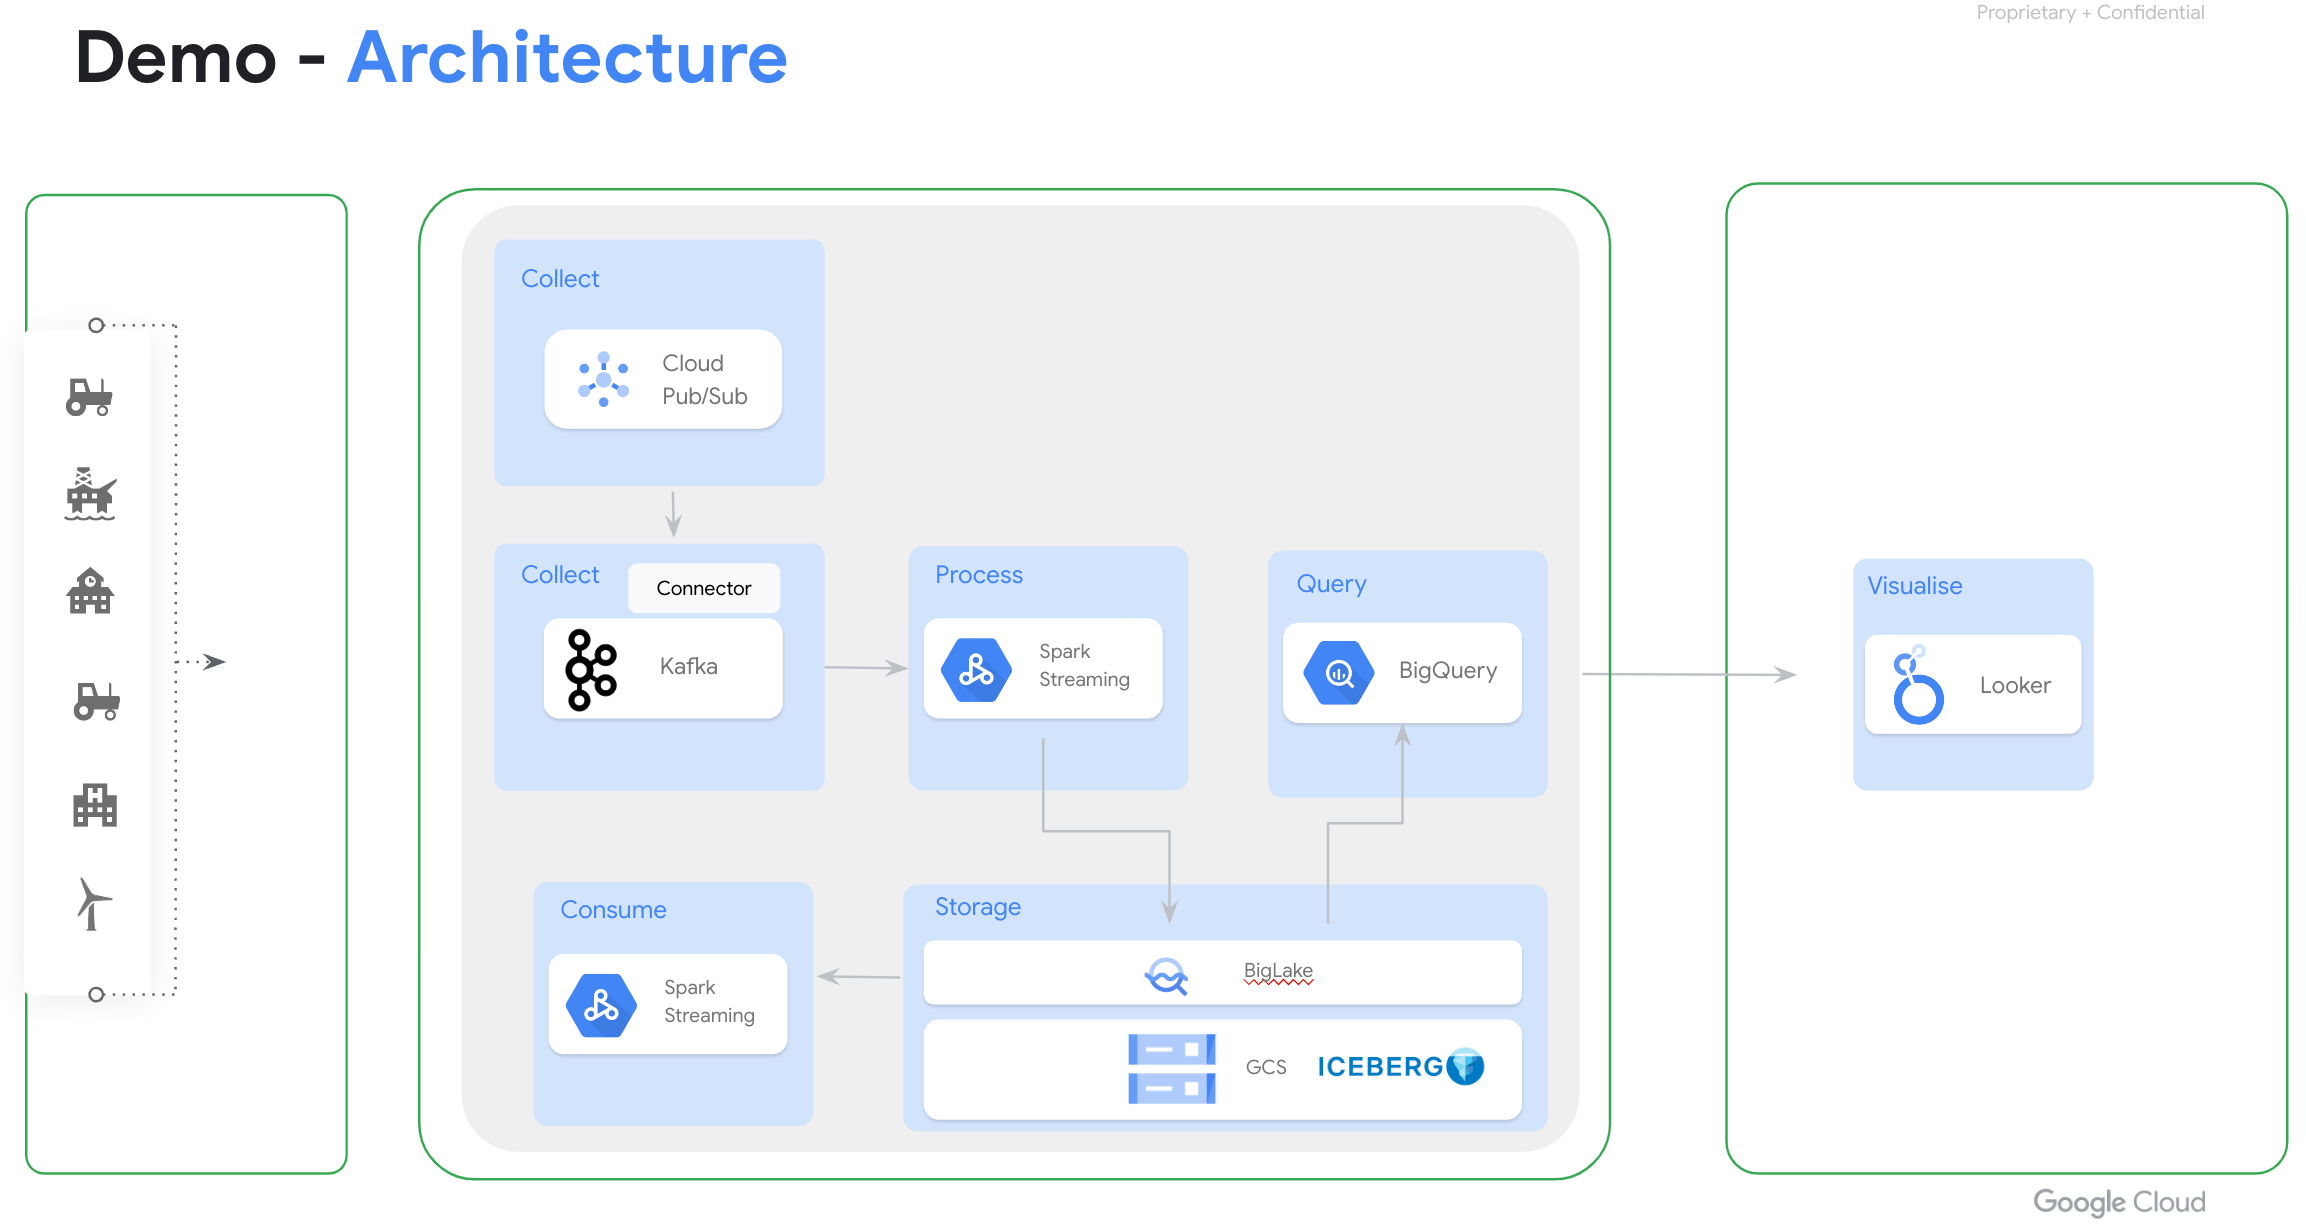 Proprietary + Confidential
Demo - Architecture
Collect
Cloud
Pub/Sub
Collect
Connector
Kafka
Process
Spark
Streaming
Query
BigQuery
Visualise
Looker
Consume
Spark
Streaming
Storage
BigLake
GCS
ICEBERG
Google Cloud